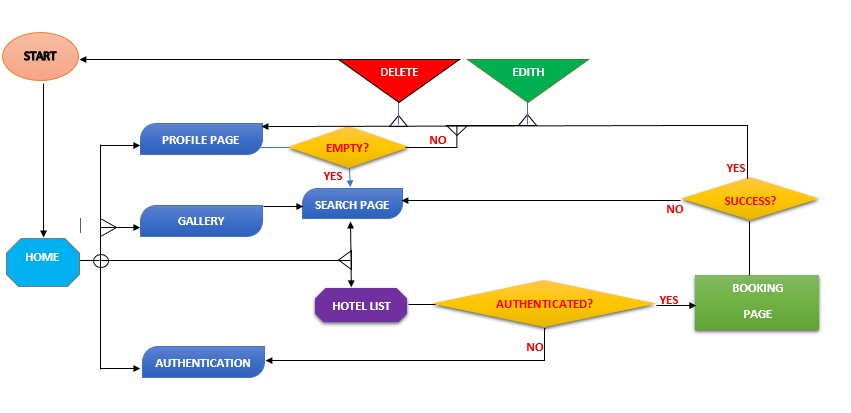 START
DELETE
EDITH
PROFILE PAGE
EMPTY?
NO
YES
YES
SEARCH PAGE
GALLERY
SUCCESS?
NO
HOME
HOTEL LIST
AUTHENTICATED?
YES
BOOKING
PAGE
NO
AUTHENTICATION